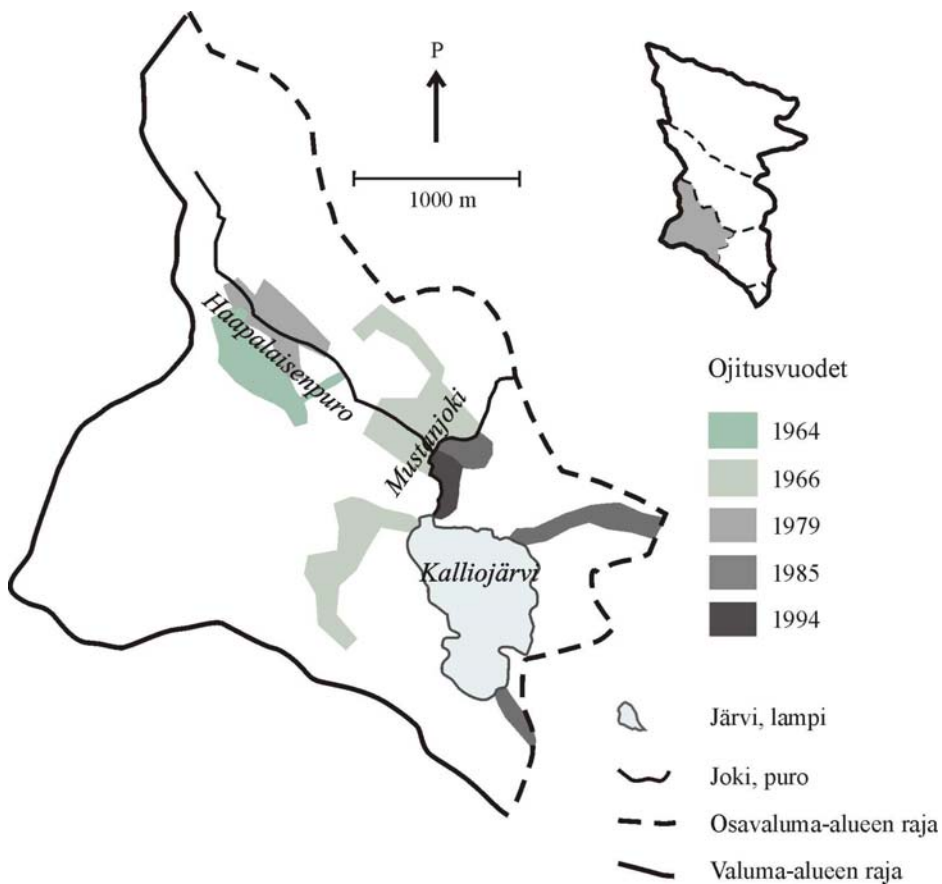 P
1000 m
Haapalaisenpuro
Mustanjoki
Kalliojärvi
Ojitusvuodet
1964
1966
1979
1985
1994
Järvi, lampi
Joki, puro
Osavaluma-alueen raja
Valuma-alueen raja